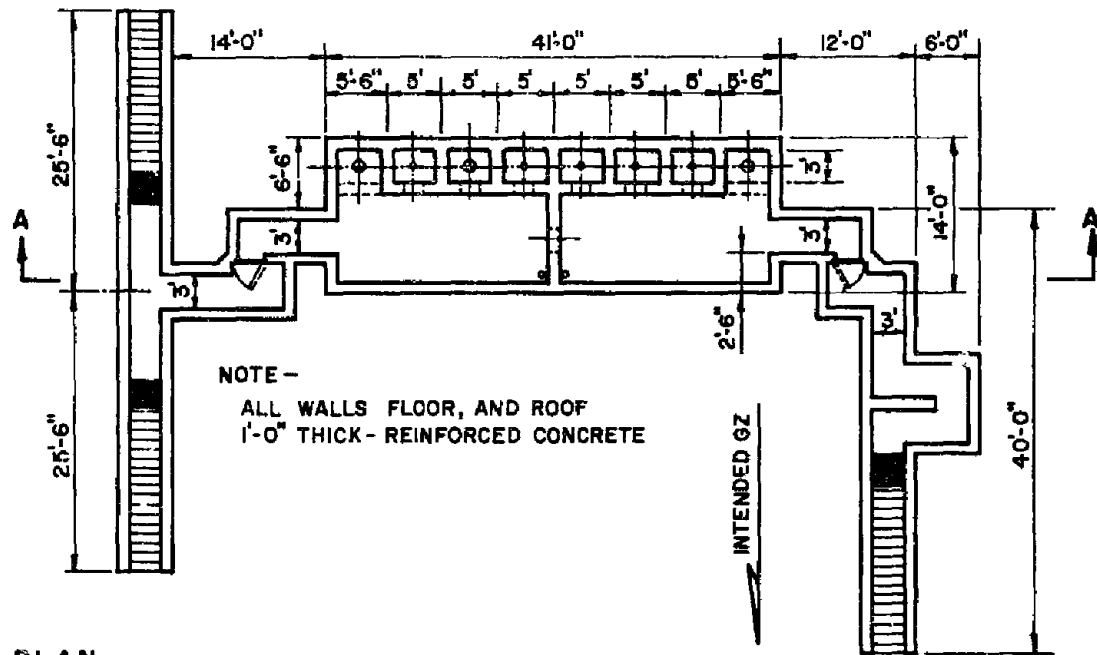 14'-0" 41'-0" 12'-0" 6'-0"
5'-6" 5' 5' 5' 5' 5' 5' 5'-6"
25'-6"
6'-6"
3'
14'-0"
A
3'
3'
A
3'
2'-6"
3'
NOTE -
ALL WALLS FLOOR, AND ROOF
1'-0" THICK - REINFORCED CONCRETE
25'-6"
INTENDED GZ
40'-0"
PLAN